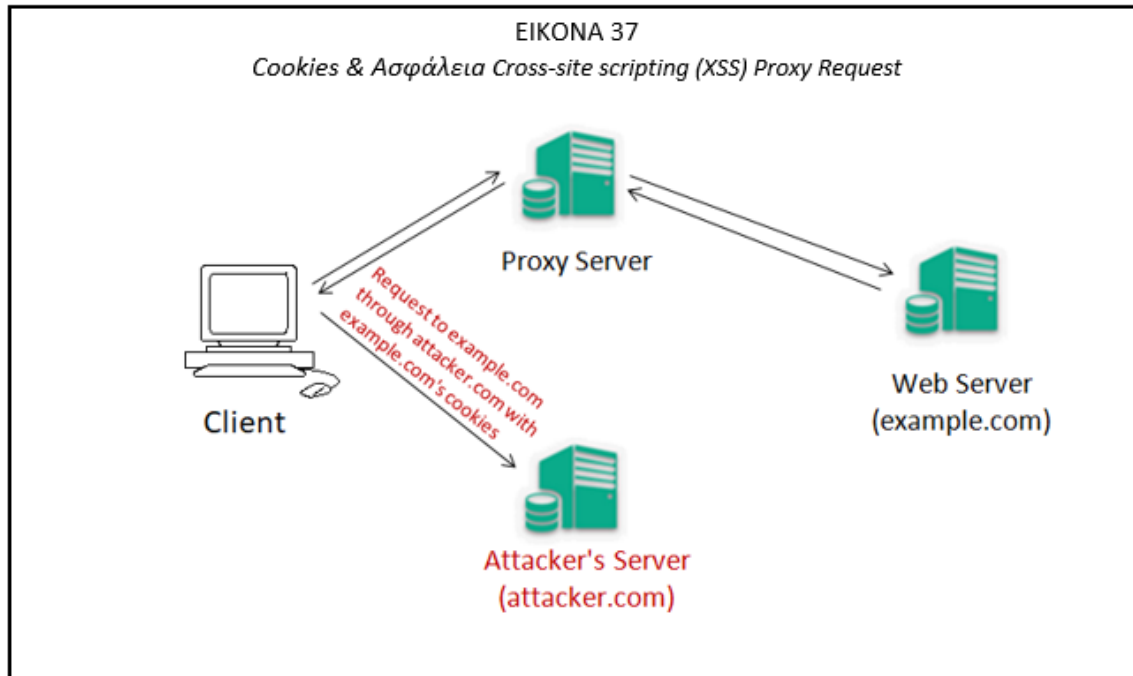 ΕΙΚΟΝΑ 37
Cookies & Ασφάλεια Cross-site scripting (XSS) Proxy Request
Proxy Server
Request to example.com
through attacker.com with
example.com's cookies
Client
Web Server
(example.com)
Attacker's Server
(attacker.com)